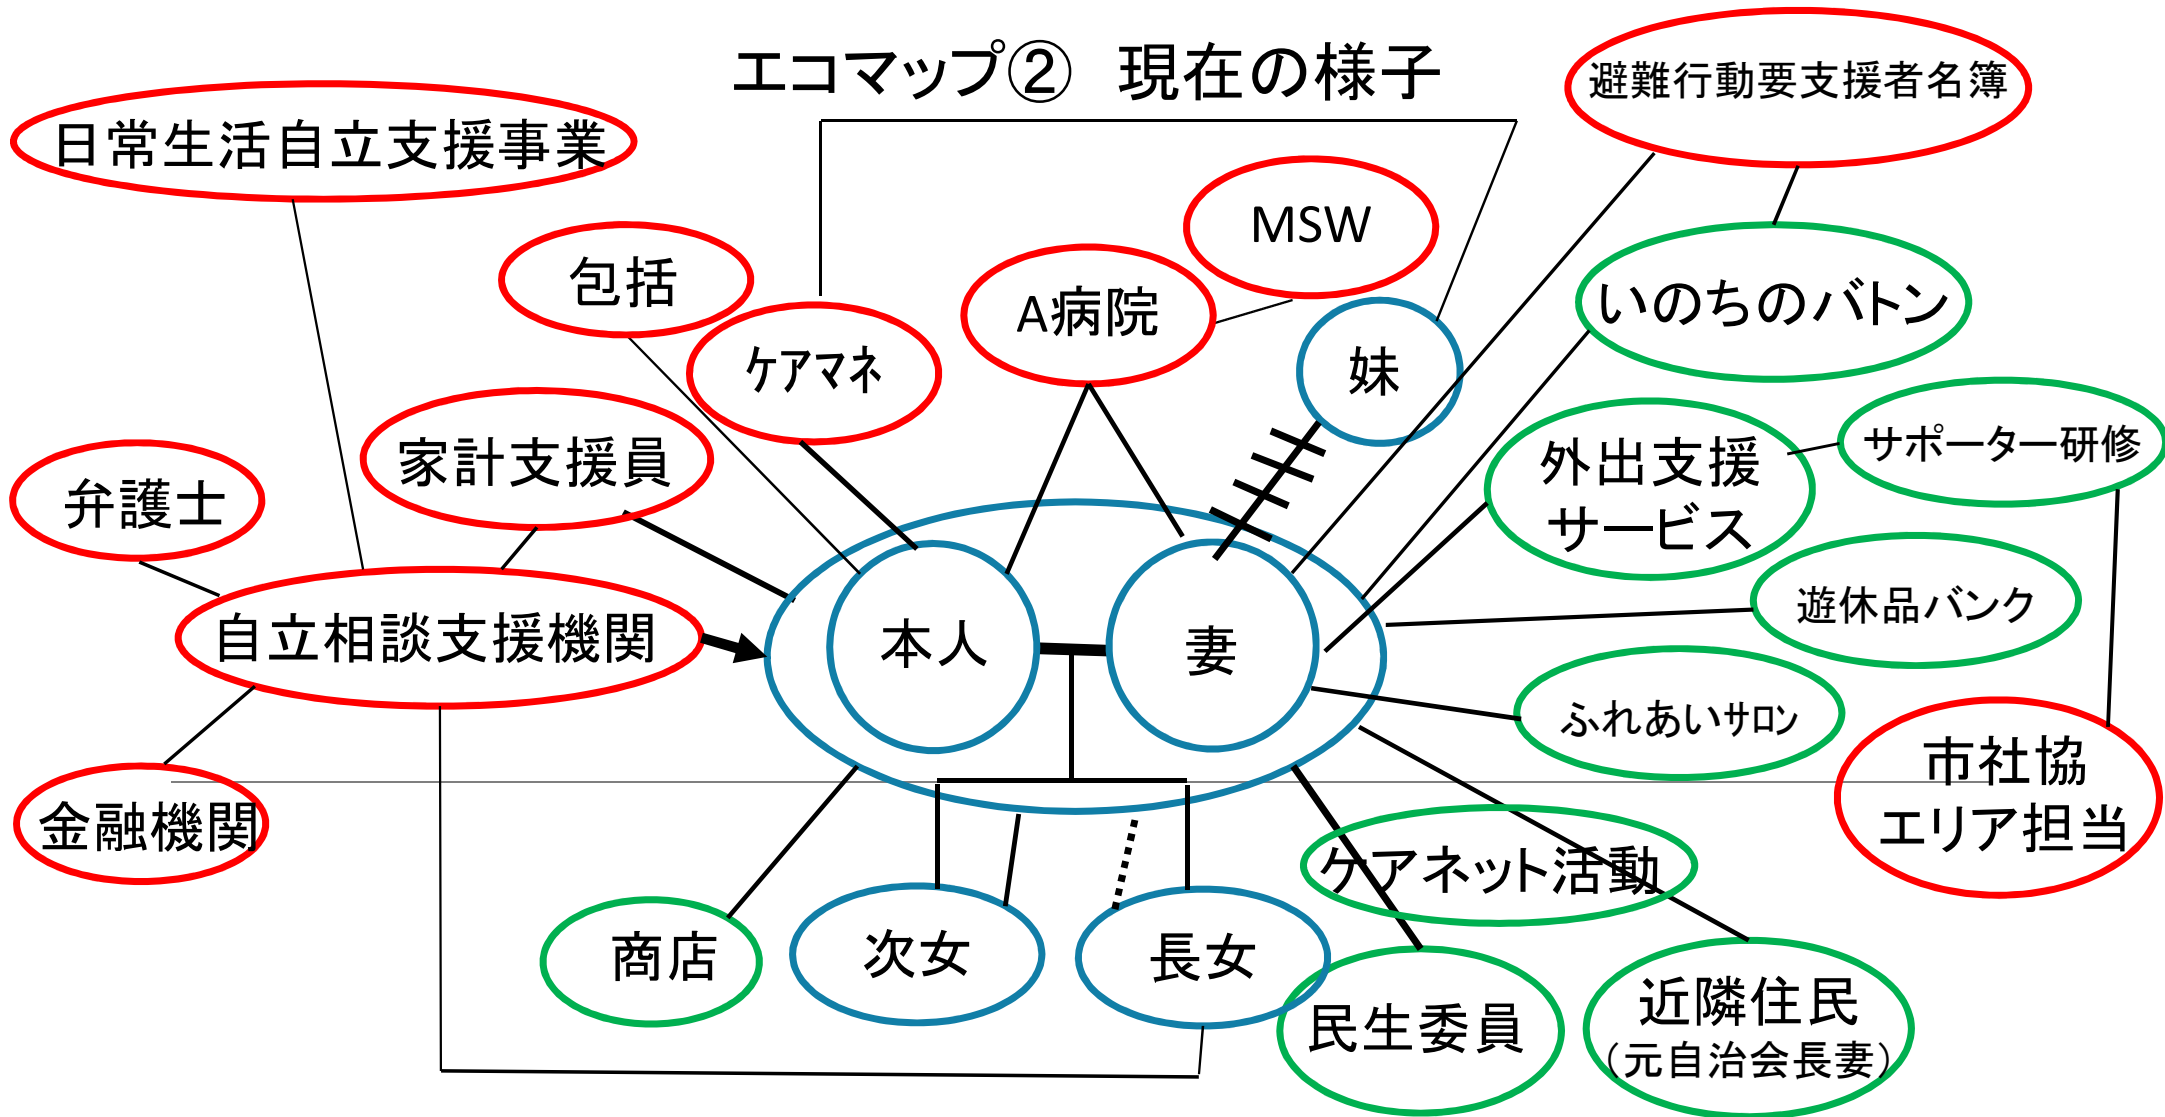 エコマップ②　現在の様子
避難行動要支援者名簿
日常生活自立支援事業
MSW
包括
A病院
いのちのバトン
ケアマネ
妹
家計支援員
外出支援
サービス
サポーター研修
弁護士
遊休品バンク
自立相談支援機関
本人
妻
ふれあいサロン
市社協
エリア担当
金融機関
ケアネット活動
商店
次女
長女
民生委員
近隣住民
（元自治会長妻）